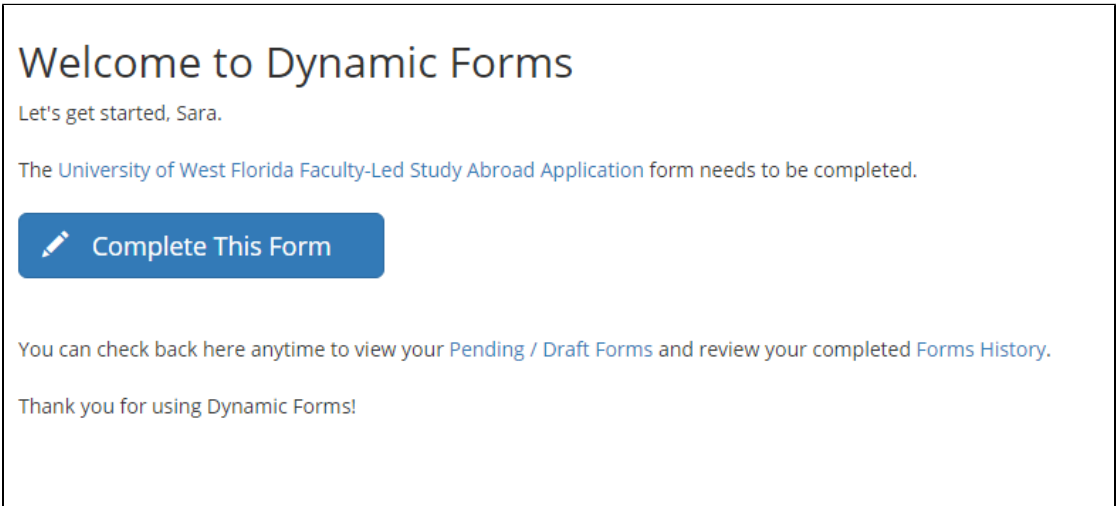 Welcome to Dynamic Forms
Let's get started, Sara.
The University of West Florida Faculty-Led Study Abroad Application form needs to be completed.
Complete This Form
You can check back here anytime to view your Pending / Draft Forms and review your completed Forms History.
Thank you for using Dynamic Forms!